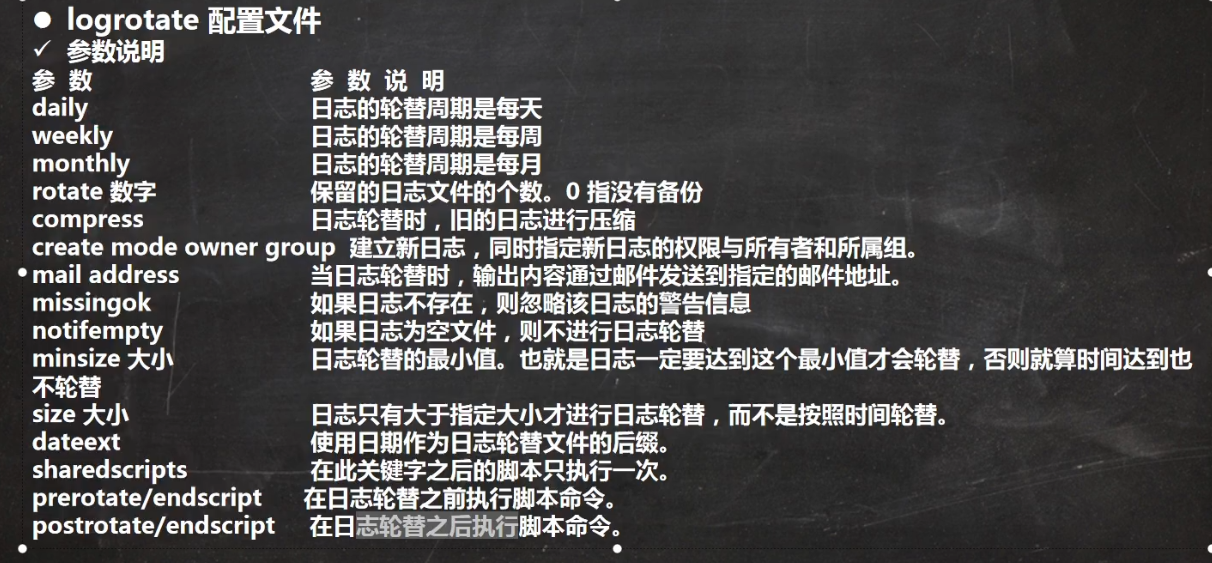 ● logrotate 配置文件
✓ 参数说明
参 数 参 数 说 明
daily 日志的轮替周期是每天
weekly 日志的轮替周期是每周
monthly 日志的轮替周期是每月
rotate 数字 保留的日志文件的个数。0 指没有备份
compress 日志轮替时，旧的日志进行压缩
create mode owner group 建立新日志，同时指定新日志的权限与所有者和所属组。
mail address 当日志轮替时，输出内容通过邮件发送到指定的邮件地址。
missingok 如果日志不存在，则忽略该日志的警告信息
notifempty 如果日志为空文件，则不进行日志轮替
minsize 大小 日志轮替的最小值。也就是日志一定要达到这个最小值才会轮替，否则就算时间达到也
不轮替
size 大小 日志只有大于指定大小才进行日志轮替，而不是按照时间轮替。
dateext 使用日期作为日志轮替文件的后缀。
sharedscripts 在此关键字之后的脚本只执行一次。
prerotate/endscript 在日志轮替之前执行脚本命令。
postrotate/endscript 在日志轮替之后执行脚本命令。